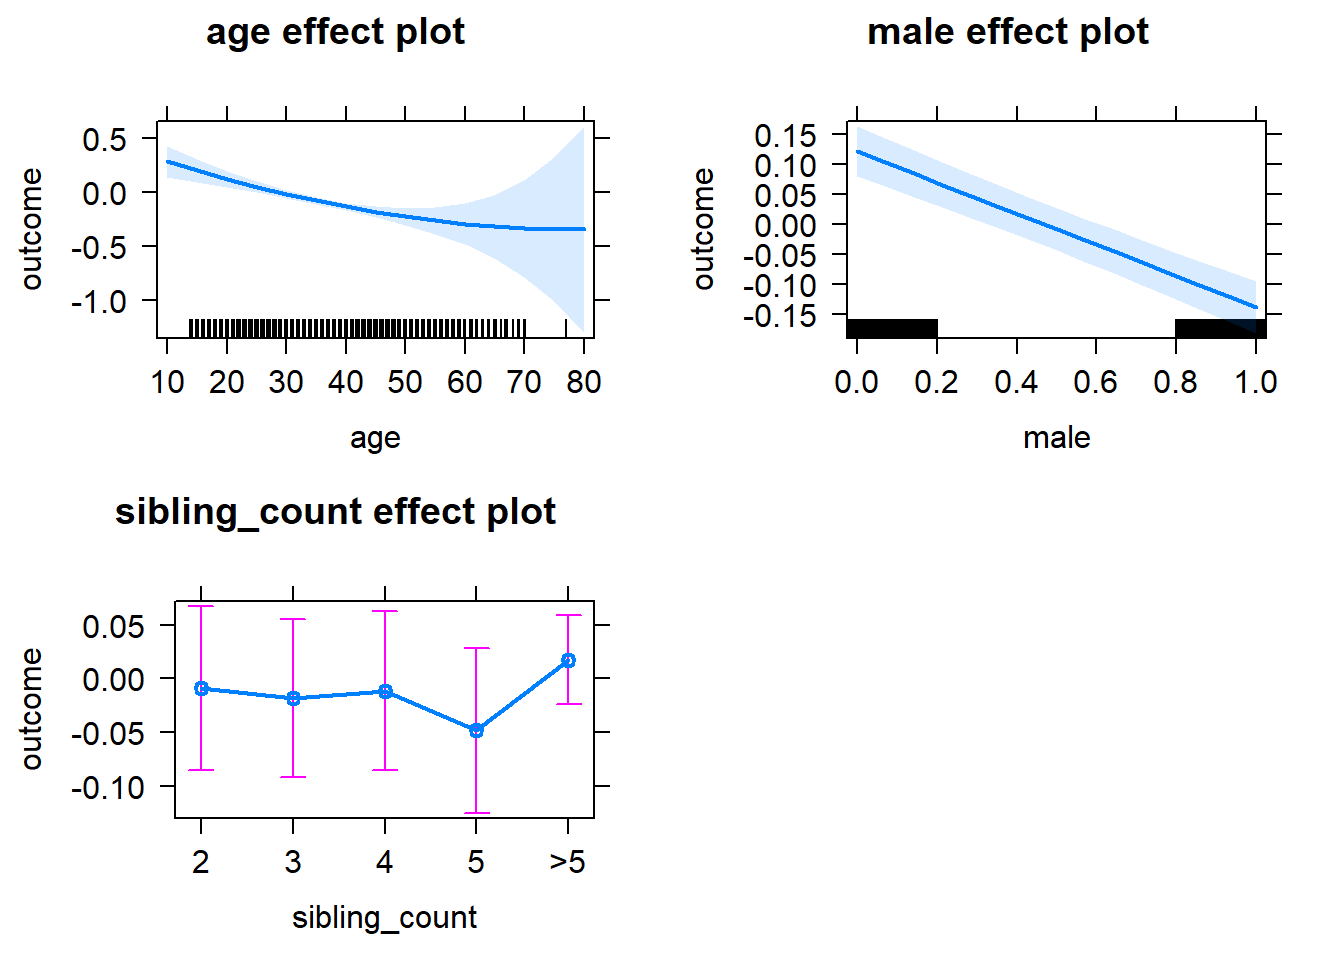 age effect plot
outcome
0.5
0.0
-0.5
-1.0
10 20 30 40 50 60 70 80
age
male effect plot
outcome
0.15
0.10
0.05
0.00
-0.05
-0.10
-0.15
0.0 0.2 0.4 0.6 0.8 1.0
male
sibling_count effect plot
outcome
0.05
0.00
-0.05
-0.10
2 3 4 5 >5
sibling_count